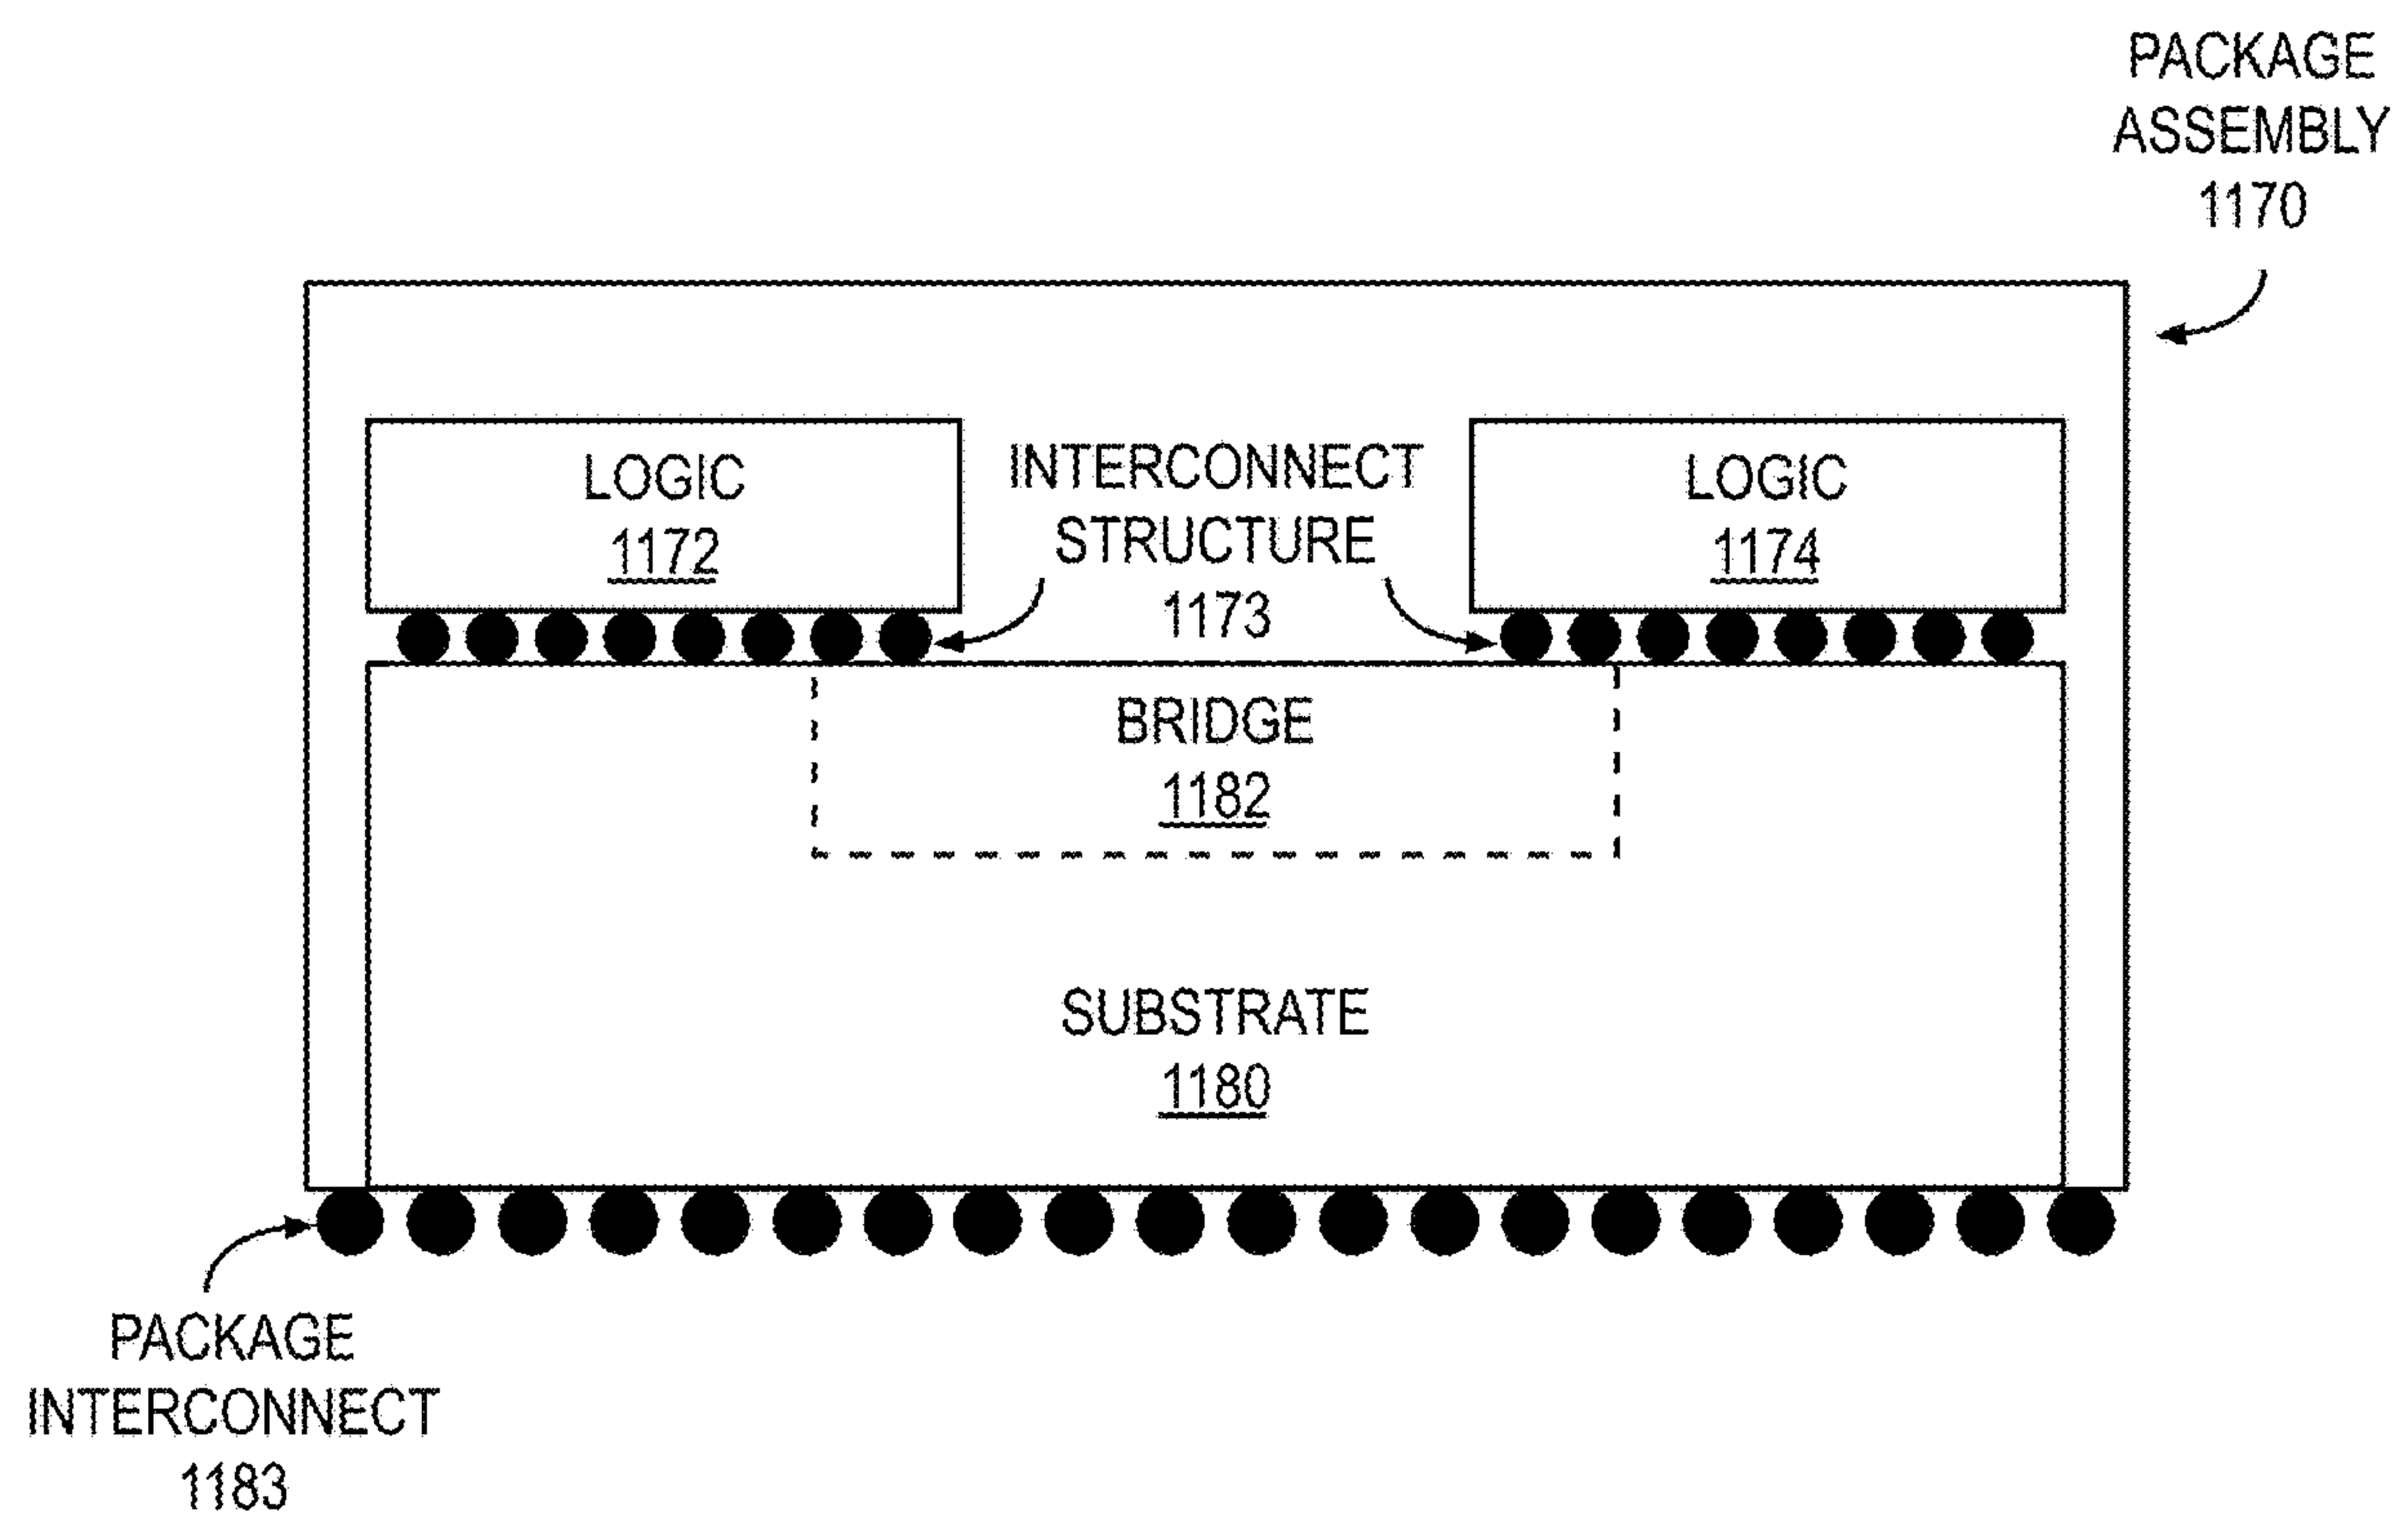 PACKAGE
ASSEMBLY
1170
LOGIC
1172
INTERCONNECT
STRUCTURE
1173
LOGIC
1174
BRIDGE
1182
SUBSTRATE
1180
PACKAGE
INTERCONNECT
1183